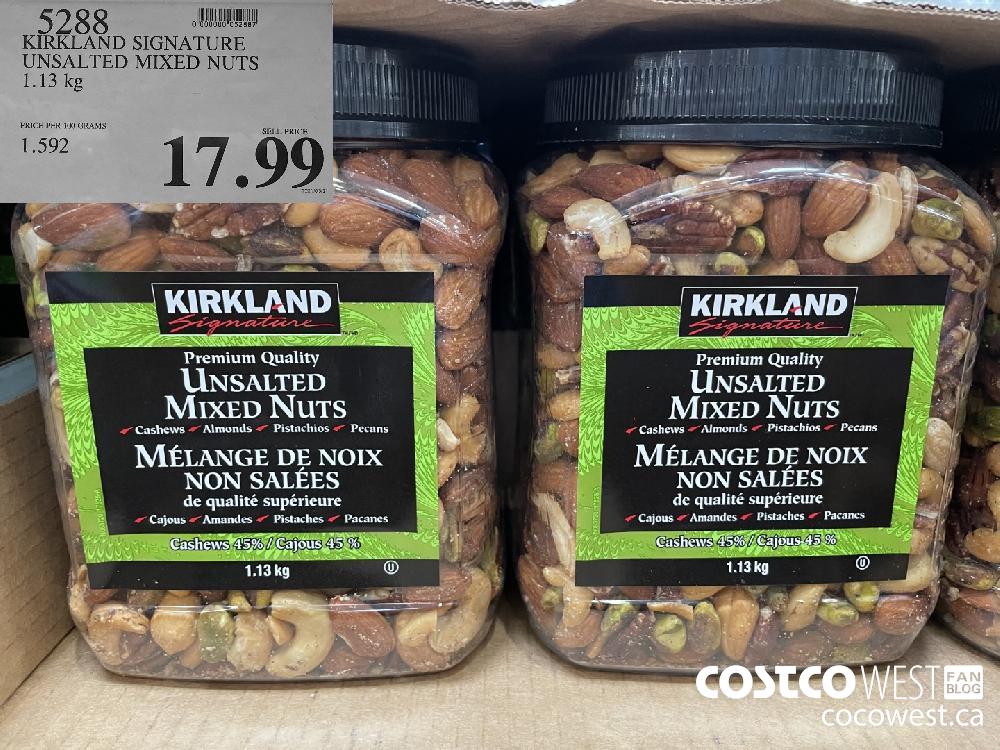 5288
0 000000 052887
KIRKLAND SIGNATURE
UNSALTED MIXED NUTS
1.13 kg
PRICE PER 100 GRAMS
1.592
SELL PRICE
17.99
KIRKLAND
Signature
Premium Quality
UNSALTED
MIXED NUTS
Cashews Almonds Pistachios Pecans
MÉLANGE DE NOIX
NON SALÉES
de qualité supérieure
Cajous Amandes Pistaches Pacanes
Cashews 45% / Cajous 45 %
1.13 kg
U
KIRKLAND
Signature
Premium Quality
UNSALTED
MIXED NUTS
Cashews Almonds Pistachios Pecans
MÉLANGE DE NOIX
NON SALÉES
de qualité supérieure
Cajous Amandes Pistaches Pacanes
Cashews 45% / Cajous 45 %
1.13 kg
U
COSTCO WEST FAN BLOG
cocowest.ca